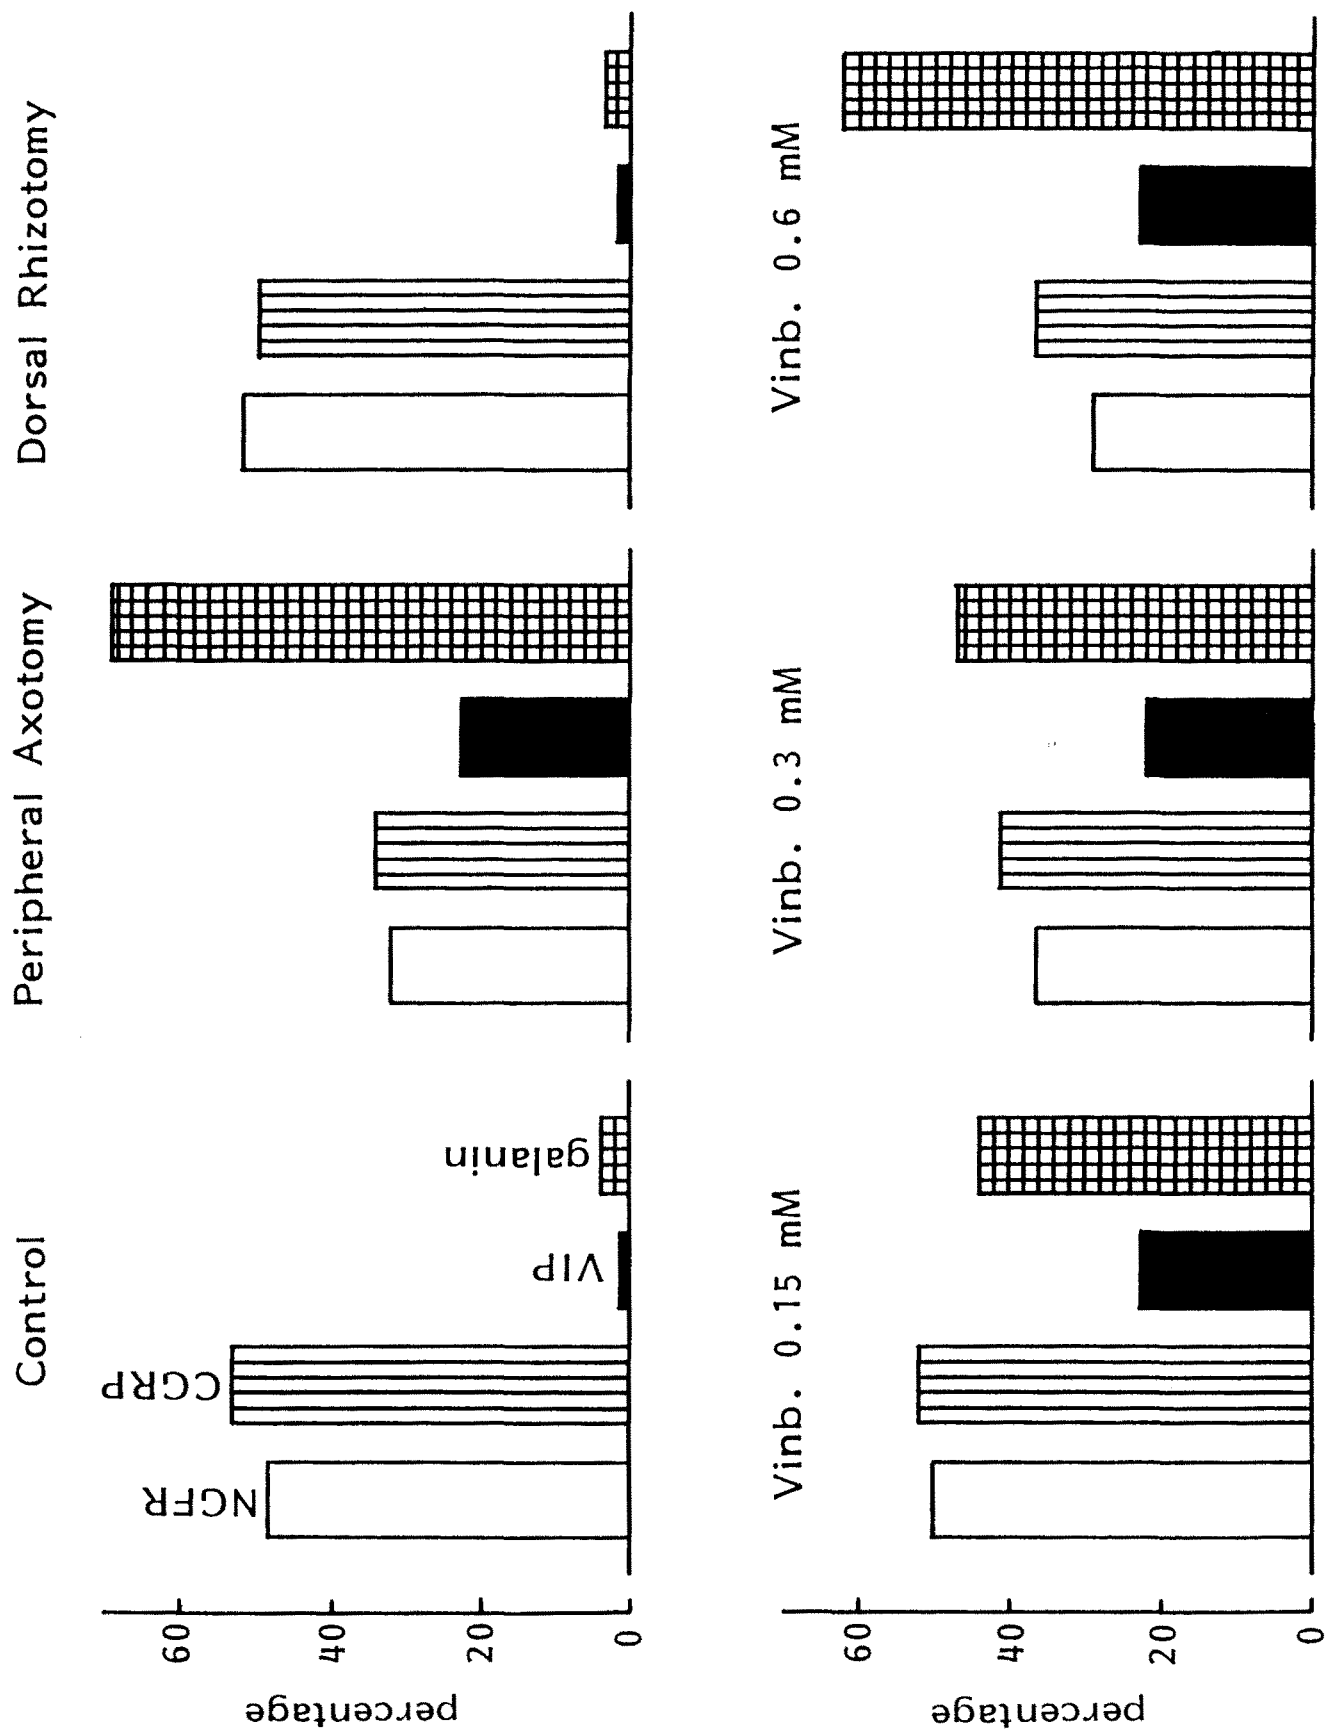 Control
Peripheral Axotomy
Dorsal Rhizotomy
percentage
60
40
20
0
NGFR
CGRP
VIP
galanin
Vinb. 0.15 mM
Vinb. 0.3 mM
Vinb. 0.6 mM
percentage
60
40
20
0